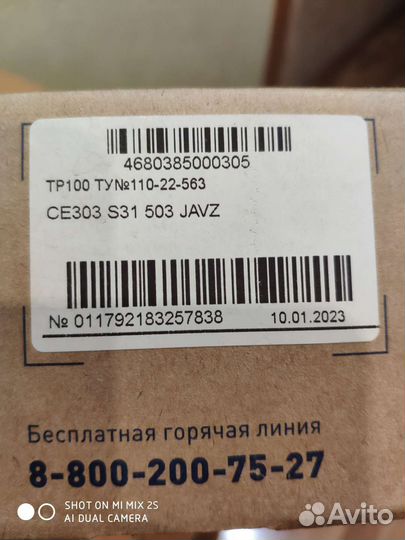 4680385000305
ТР100 ТУ№110-22-563
СЕ303 S31 503 JAVZ
№ 011792183257838 10.01.2023
Бесплатная горячая линия
8-800-200-75-27
SHOT ON MI MIX 2S
AI DUAL CAMERA
Avito